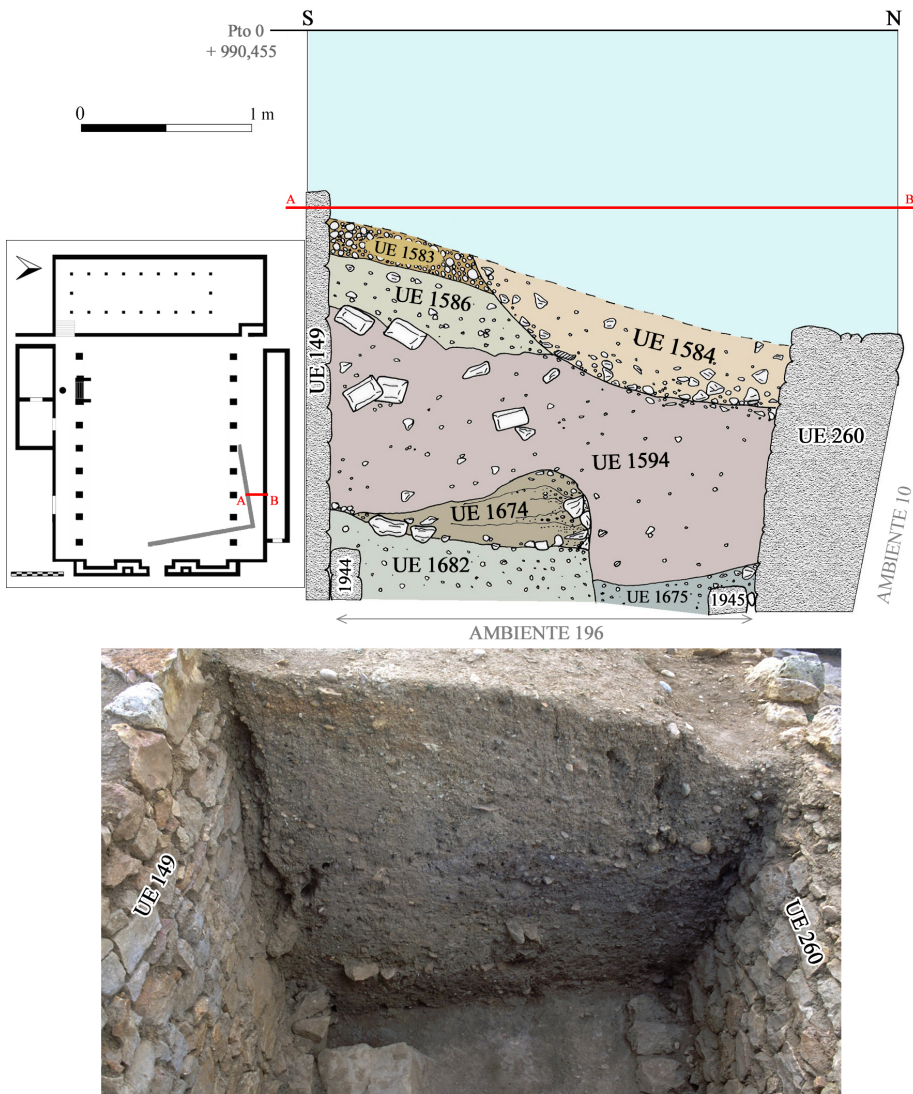 S N
Pto 0
+ 990,455
0 1 m
A B
UE 1583
UE 1586
UE 1584
UE 149
UE 260
UE 1594
A B
UE 1674
UE 1682
1944
UE 1675
1945
AMBIENTE 10
AMBIENTE 196
UE 149
UE 260